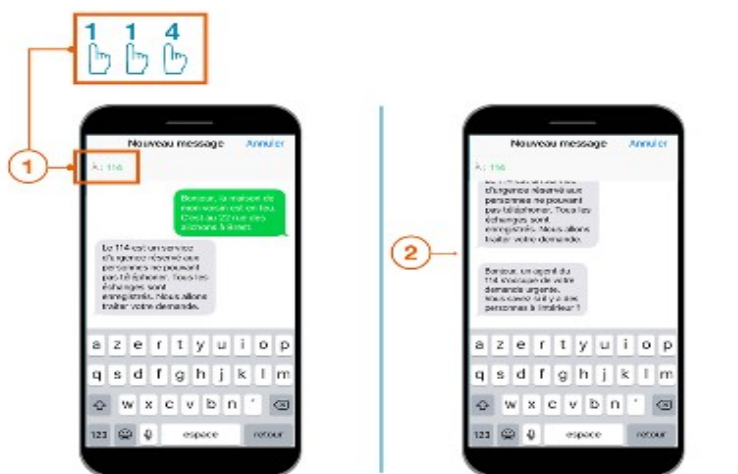 1 1 4
1
Nouveau message Annuler
À : 114
Bonjour, la maison de
mon voisin est en feu.
C'est au 22 rue des
à Brest.
Le 114 est un service
d'urgence réservé aux
personnes ne pouvant
pas téléphoner. Tous les
échanges sont
enregistrés. Nous allons
traiter votre demande.
a z e r t y u i o p
q s d f g h j k l m
w x c v b n '
123 espace retour
2
Nouveau message Annuler
À : 114
d'urgence réservé aux
personnes ne pouvant
pas téléphoner. Tous les
échanges sont
enregistrés. Nous allons
traiter votre demande.
Bonjour, un agent du
114 s'occupe de votre
demande urgente.
Vous savez s'il y a des
personnes à l'intérieur ?
a z e r t y u i o p
q s d f g h j k l m
w x c v b n '
123 espace retour